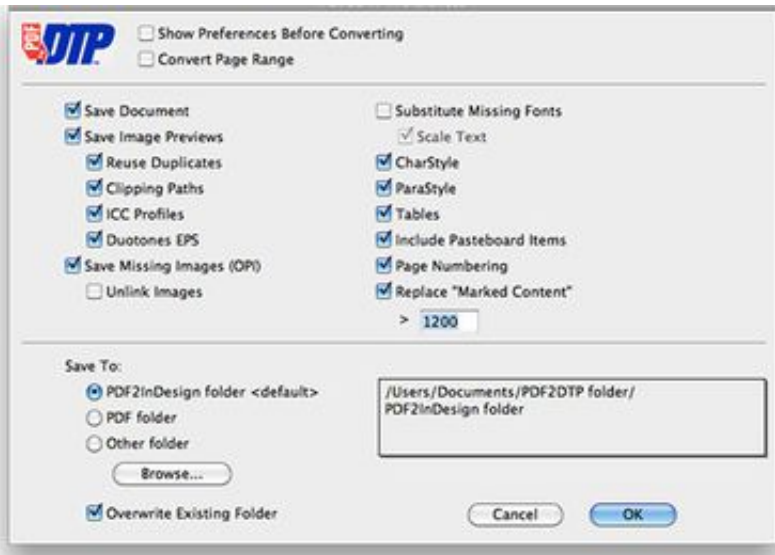 PDF
DTP
Show Preferences Before Converting
Convert Page Range
Save Document
Save Image Previews
Reuse Duplicates
Clipping Paths
ICC Profiles
Duotones EPS
Save Missing Images (OPI)
Unlink Images
Substitute Missing Fonts
Scale Text
CharStyle
ParaStyle
Tables
Include Pasteboard Items
Page Numbering
Replace "Marked Content"
> 1200
Save To:
PDF2InDesign folder <default>
PDF folder
Other folder
Browse...
/Users/Documents/PDF2DTP folder/
PDF2InDesign folder
Overwrite Existing Folder
Cancel
OK